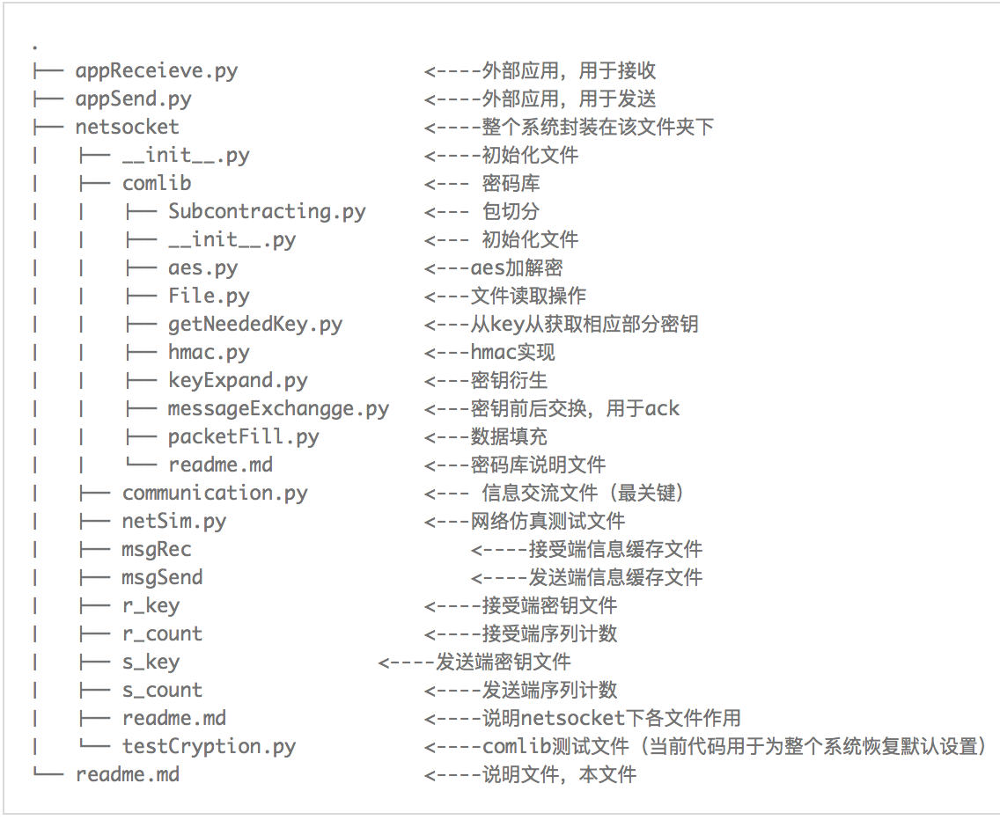 .
├── appReceieve.py <----外部应用，用于接收
├── appSend.py <----外部应用，用于发送
├── netsocket <----整个系统封装在该文件夹下
|   ├── __init__.py <----初始化文件
|   ├── comlib <--- 密码库
|   |   ├── Subcontracting.py <--- 包切分
|   |   ├── __init__.py <--- 初始化文件
|   |   ├── aes.py <---aes加解密
|   |   ├── File.py <---文件读取操作
|   |   ├── getNeededKey.py <---从key从获取相应部分密钥
|   |   ├── hmac.py <---hmac实现
|   |   ├── keyExpand.py <---密钥衍生
|   |   ├── messageExchangge.py <---密钥前后交换，用于ack
|   |   ├── packetFill.py <---数据填充
|   |   └── readme.md <---密码库说明文件
|   ├── communication.py <--- 信息交流文件（最关键）
|   ├── netSim.py <---网络仿真测试文件
|   ├── msgRec <----接受端信息缓存文件
|   ├── msgSend <----发送端信息缓存文件
|   ├── r_key <----接受端密钥文件
|   ├── r_count <----接受端序列计数
|   ├── s_key <----发送端密钥文件
|   ├── s_count <----发送端序列计数
|   ├── readme.md <----说明netsocket下各文件作用
|   └── testCryption.py <----comlib测试文件（当前代码用于为整个系统恢复默认设置）
└── readme.md <----说明文件，本文件